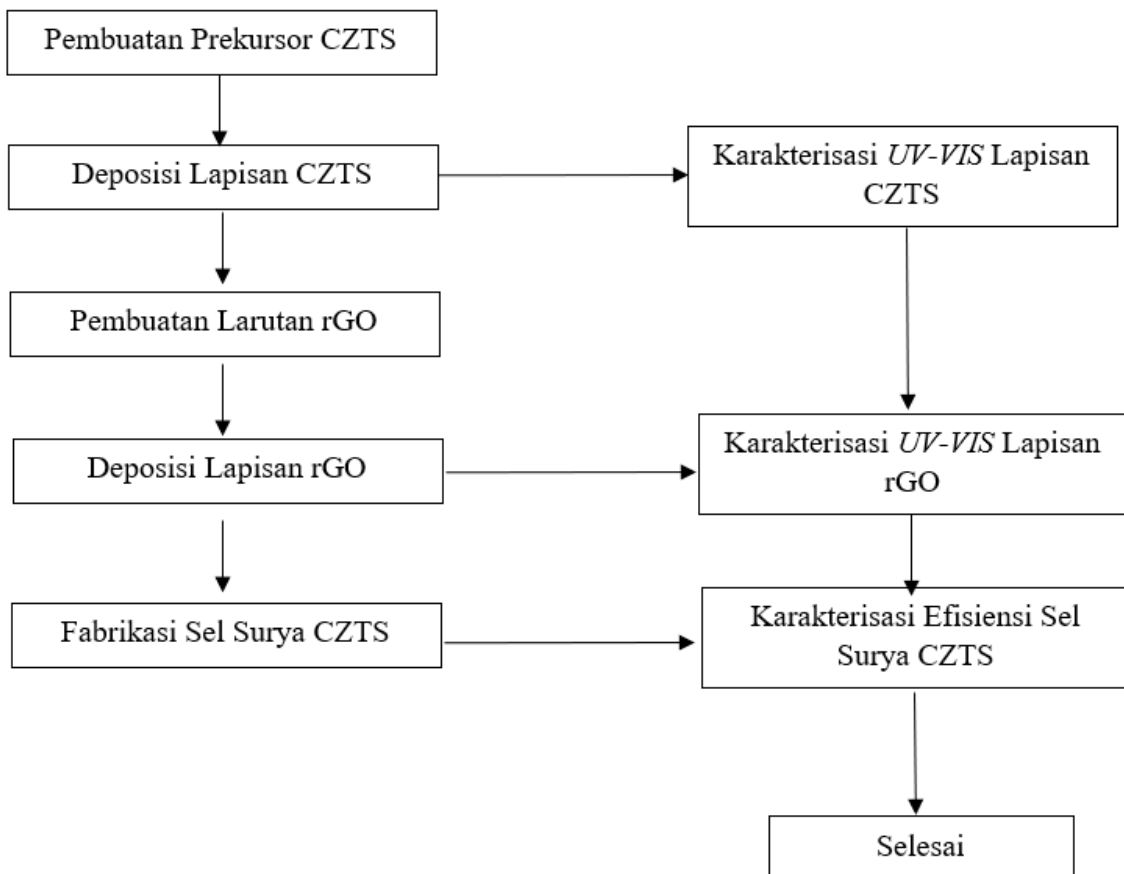 Pembuatan Prekursor CZTS
Deposisi Lapisan CZTS
Karakterisasi UV-VIS Lapisan
CZTS
Pembuatan Larutan rGO
Deposisi Lapisan rGO
Karakterisasi UV-VIS Lapisan
rGO
Fabrikasi Sel Surya CZTS
Karakterisasi Efisiensi Sel
Surya CZTS
Selesai